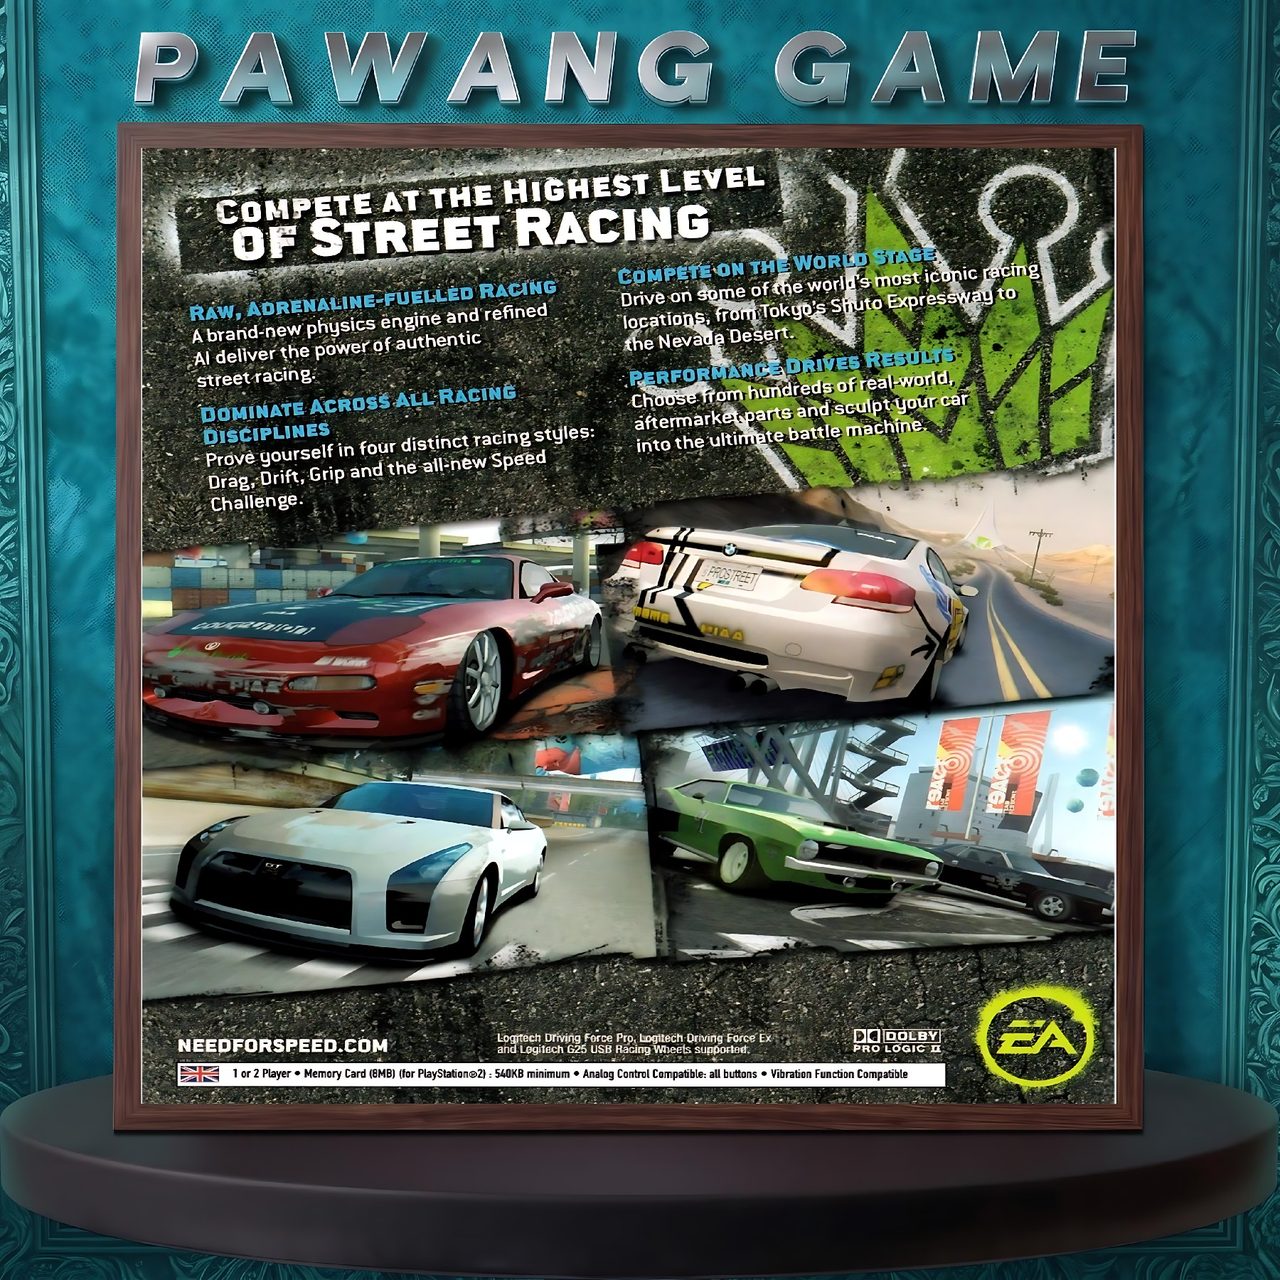 PAWANG GAME
COMPETE AT THE HIGHEST LEVEL
OF STREET RACING
RAW, ADRENALINE-FUELLED RACING
A brand-new physics engine and refined
AI deliver the power of authentic
street racing.
DOMINATE ACROSS ALL RACING
DISCIPLINES
Prove yourself in four distinct racing styles:
Drag, Drift, Grip and the all-new Speed
Challenge.
COMPETE ON THE WORLD STAGE
Drive on some of the world's most iconic racing
locations, from Tokyo's Shuto Expressway to
the Nevada Desert.
PERFORMANCE DRIVES RESULTS
Choose from hundreds of real-world,
aftermarket parts and sculpt your car
into the ultimate battle machine.
PROSTREET
PIAA
NEEDFORSPEED.COM
Logitech Driving Force Pro, Logitech Driving Force Ex
and Logitech G25 USB Racing Wheels supported.
DOLBY
PRO LOGIC II
EA
1 or 2 Player • Memory Card (8MB) (for PlayStation®2) : 540KB minimum • Analog Control Compatible: all buttons • Vibration Function Compatible